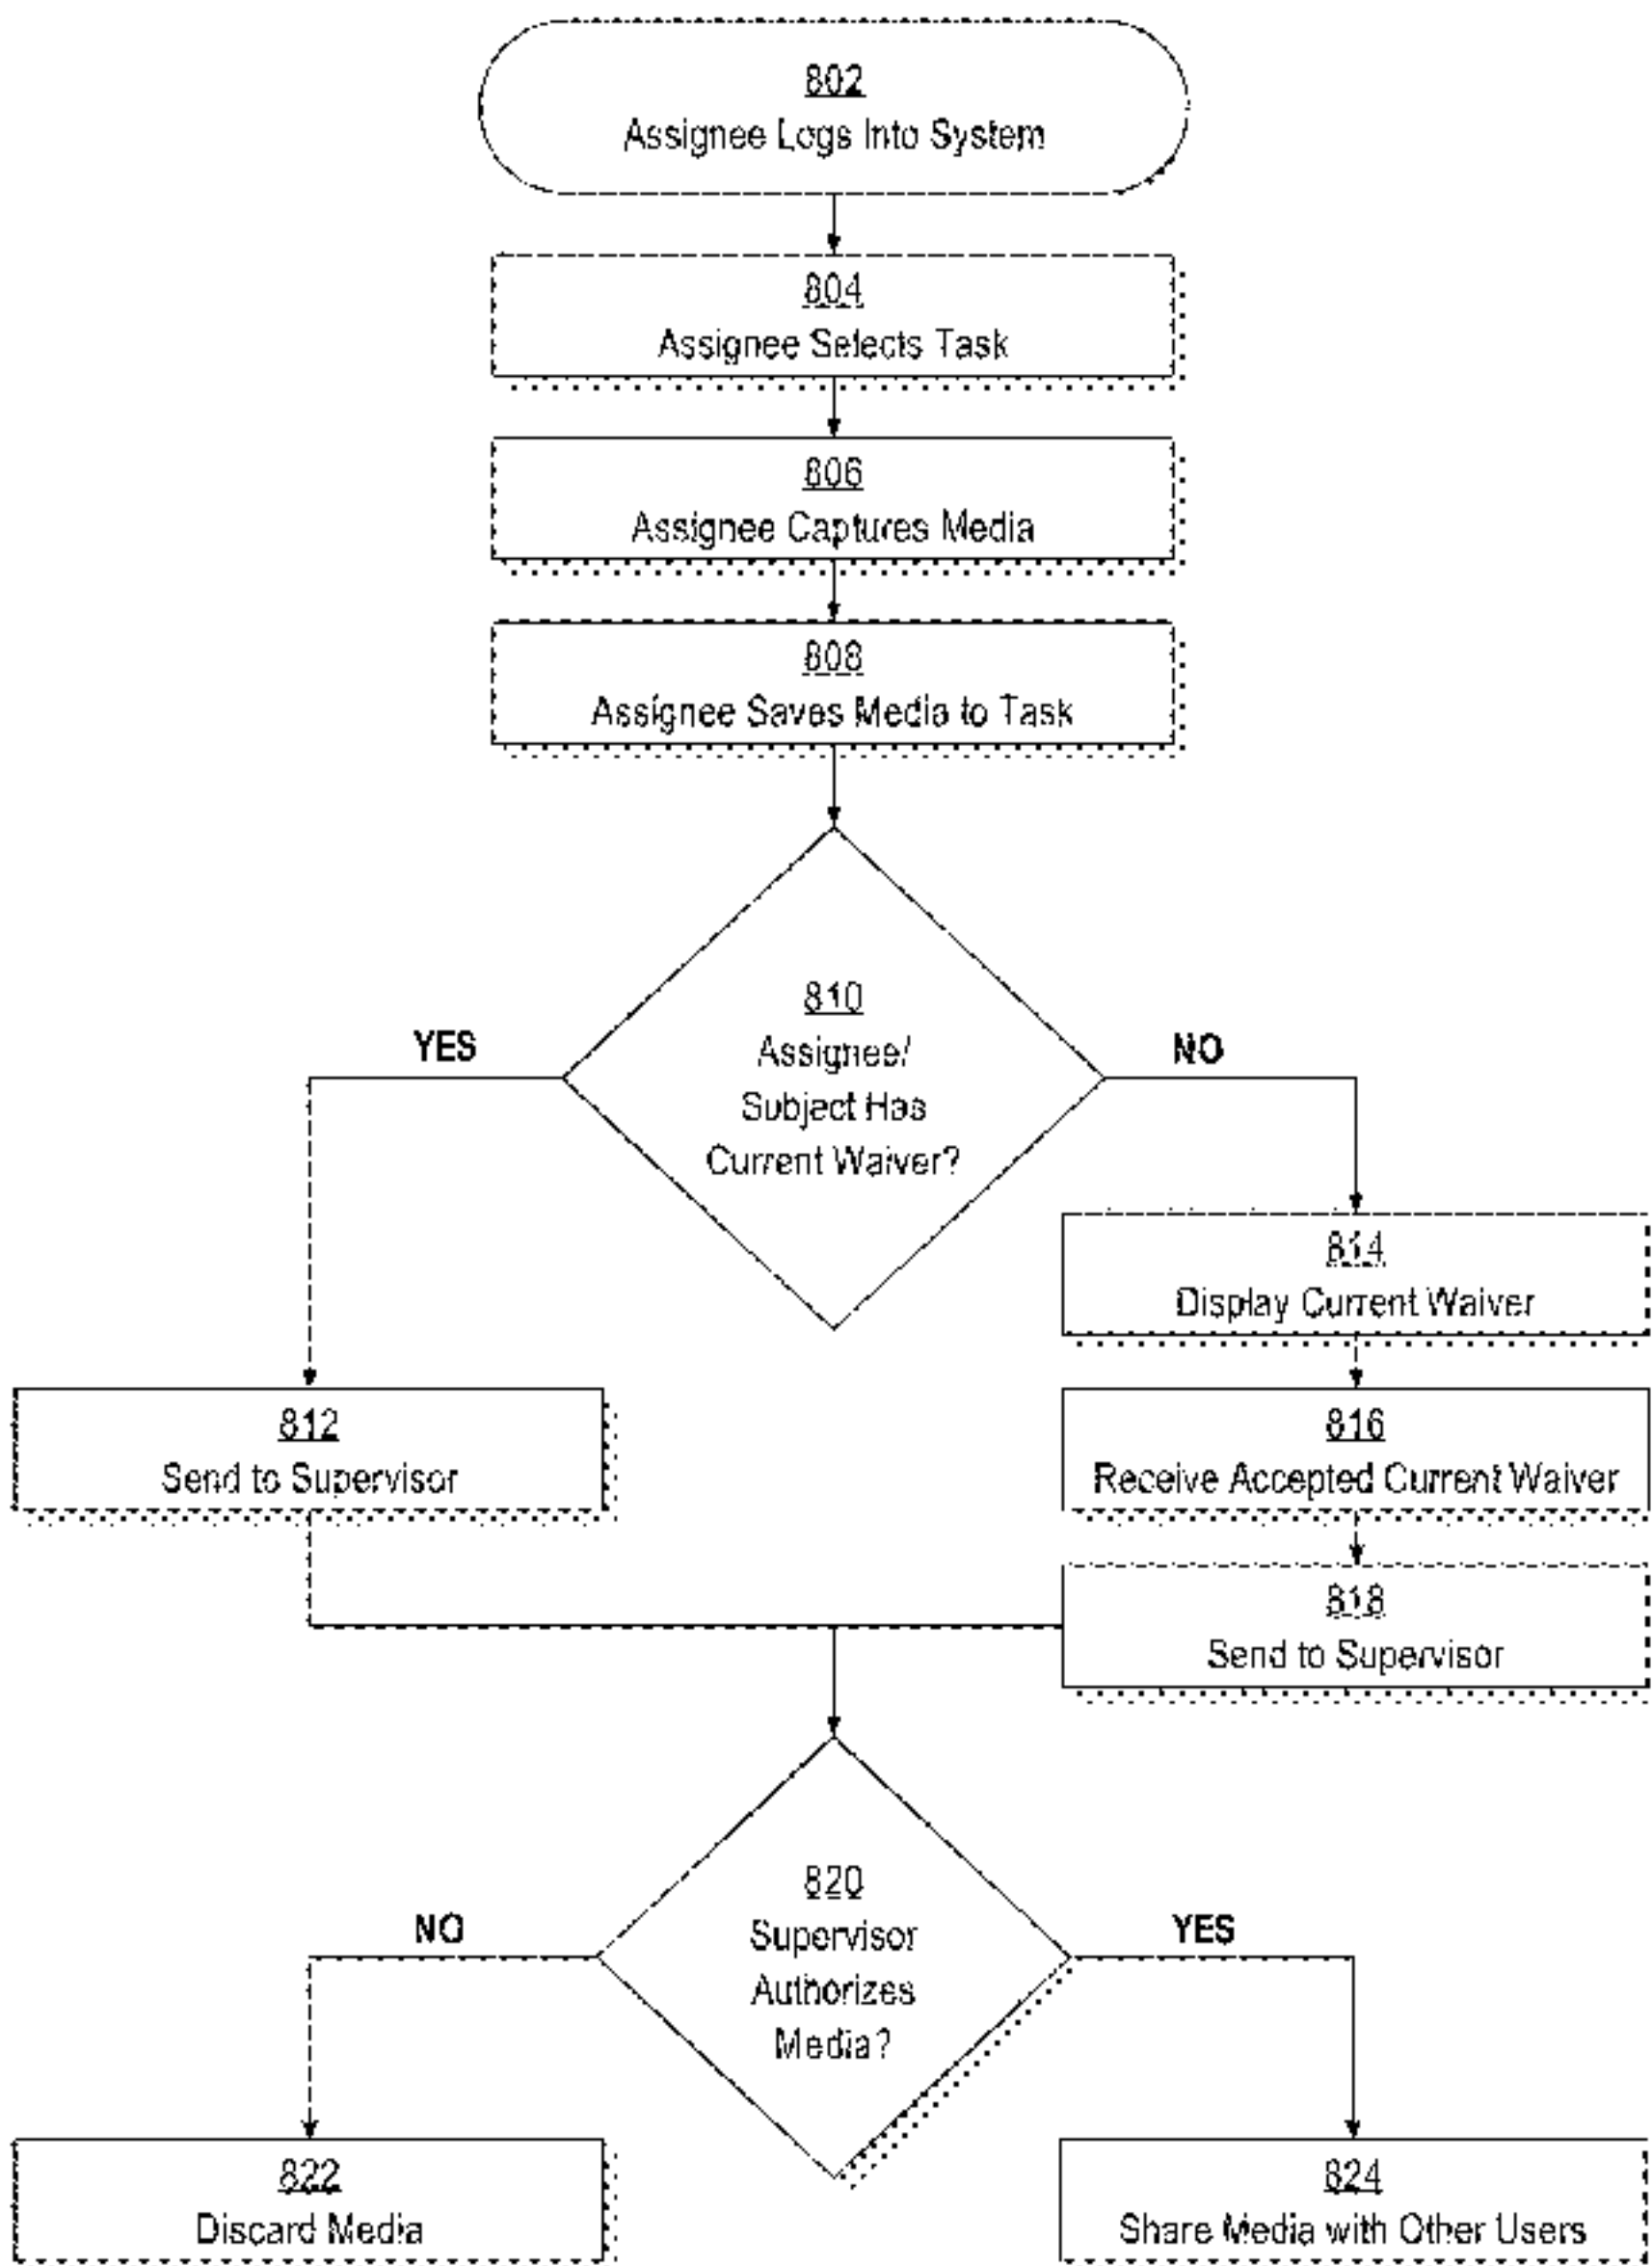 802
Assignee Logs Into System
804
Assignee Selects Task
806
Assignee Captures Media
808
Assignee Saves Media to Task
810
Assignee/
Subject Has
Current Waiver?
YES
NO
814
Display Current Waiver
812
Send to Supervisor
816
Receive Accepted Current Waiver
818
Send to Supervisor
820
Supervisor
Authorizes
Media?
NO
YES
822
Discard Media
824
Share Media with Other Users